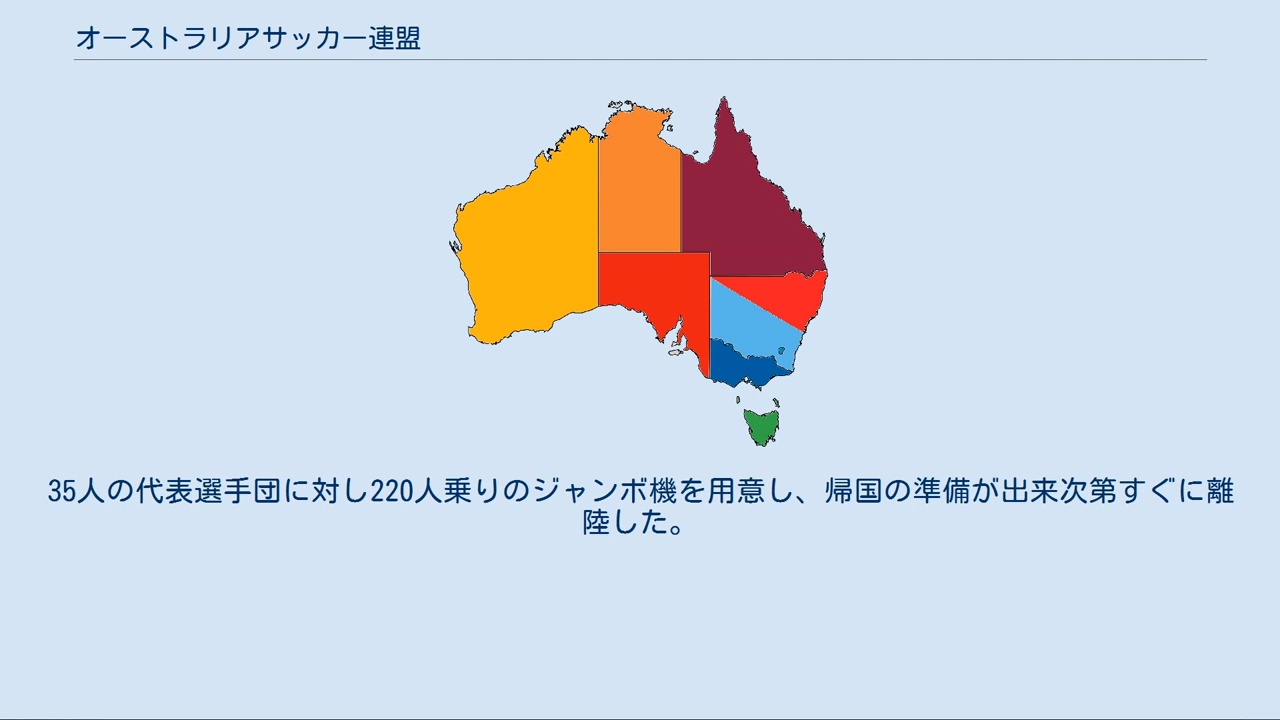 オーストラリアサッカー連盟
35人の代表選手団に対し220人乗りのジャンボ機を用意し、帰国の準備が出来次第すぐに離
陸した。